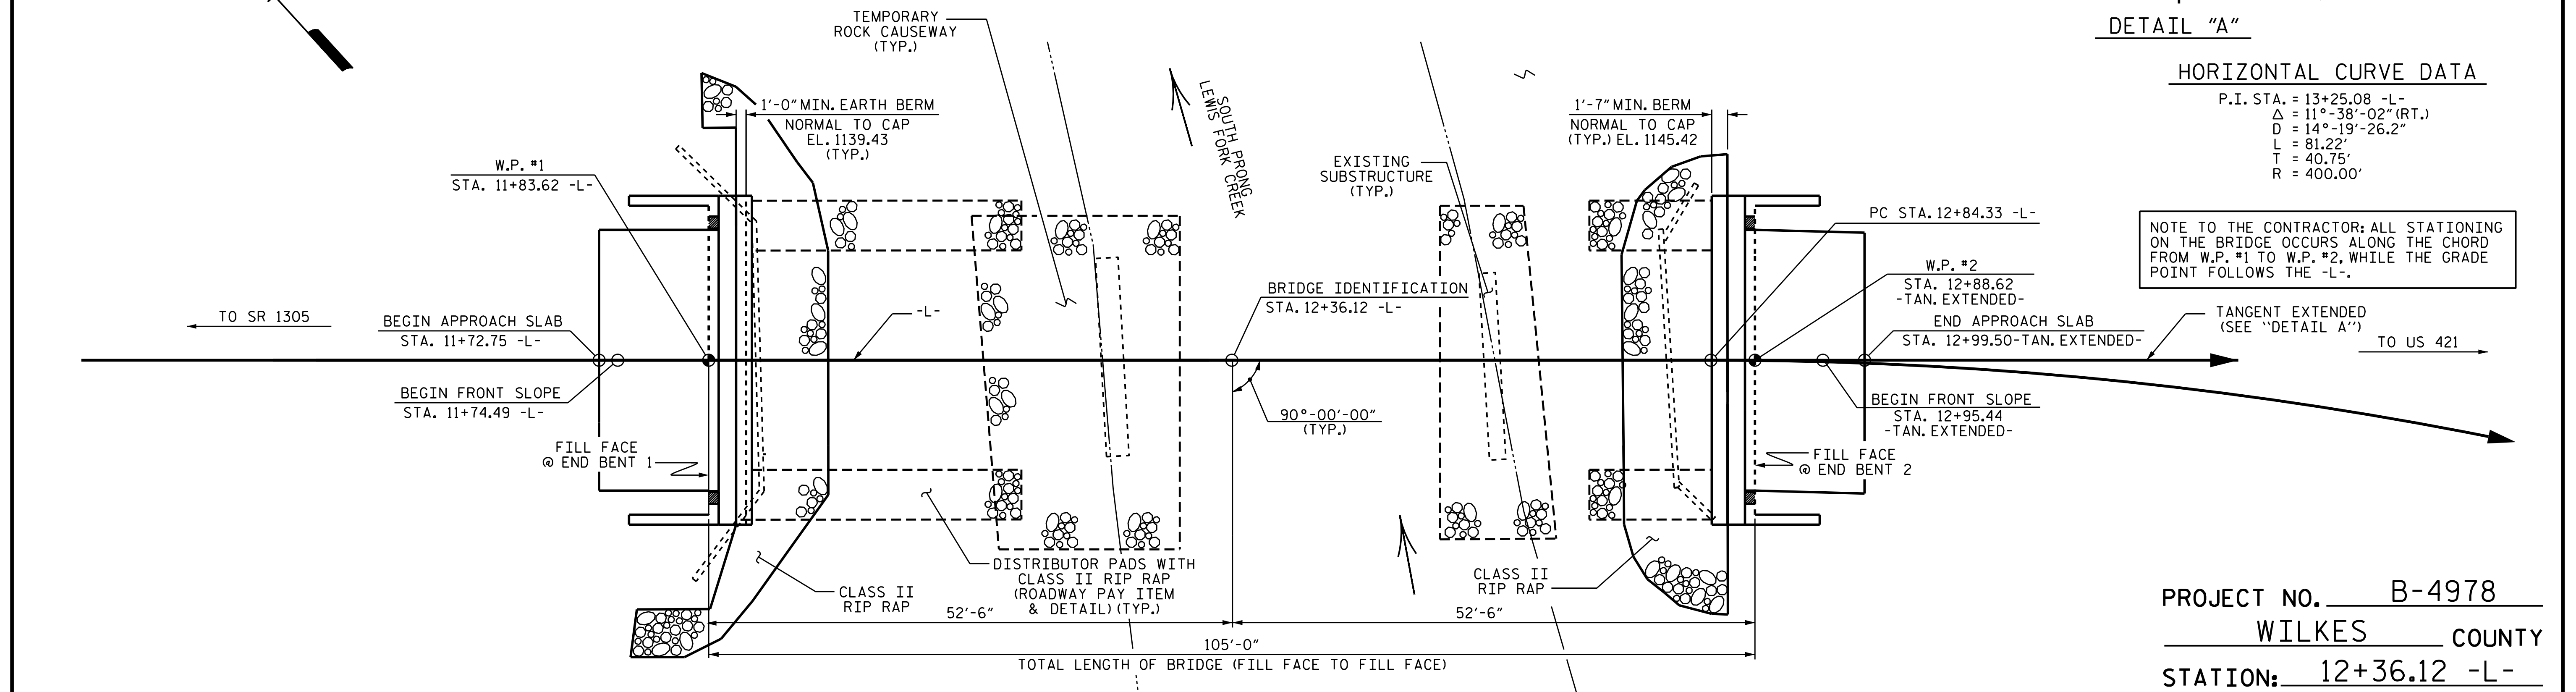 DETAIL "A"
HORIZONTAL CURVE DATA
P.I. STA. = 13+25.08 -L-
Δ = 11°-38'-02"(RT.)
D = 14°-19'-26.2"
L = 81.22'
T = 40.75'
R = 400.00'
NOTE TO THE CONTRACTOR: ALL STATIONING
ON THE BRIDGE OCCURS ALONG THE CHORD
FROM W.P. #1 TO W.P. #2, WHILE THE GRADE
POINT FOLLOWS THE -L-.
TEMPORARY
ROCK CAUSEWAY
(TYP.)
1'-0" MIN. EARTH BERM
NORMAL TO CAP
EL. 1139.43
(TYP.)
SOUTH PRONG
LEWIS FORK CREEK
1'-7" MIN. BERM
NORMAL TO CAP
(TYP.) EL. 1145.42
W.P. #1
STA. 11+83.62 -L-
EXISTING
SUBSTRUCTURE
(TYP.)
PC STA. 12+84.33 -L-
W.P. #2
STA. 12+88.62
-TAN. EXTENDED-
BRIDGE IDENTIFICATION
STA. 12+36.12 -L-
TO SR 1305
BEGIN APPROACH SLAB
STA. 11+72.75 -L-
-L-
END APPROACH SLAB
STA. 12+99.50-TAN. EXTENDED-
TANGENT EXTENDED
(SEE "DETAIL A")
TO US 421
BEGIN FRONT SLOPE
STA. 11+74.49 -L-
90°-00'-00"
(TYP.)
BEGIN FRONT SLOPE
STA. 12+95.44
-TAN. EXTENDED-
FILL FACE
@ END BENT 1
FILL FACE
@ END BENT 2
CLASS II
RIP RAP
DISTRIBUTOR PADS WITH
CLASS II RIP RAP
(ROADWAY PAY ITEM
& DETAIL) (TYP.)
CLASS II
RIP RAP
52'-6"
52'-6"
105'-0"
TOTAL LENGTH OF BRIDGE (FILL FACE TO FILL FACE)
PROJECT NO. B-4978
WILKES COUNTY
STATION: 12+36.12 -L-